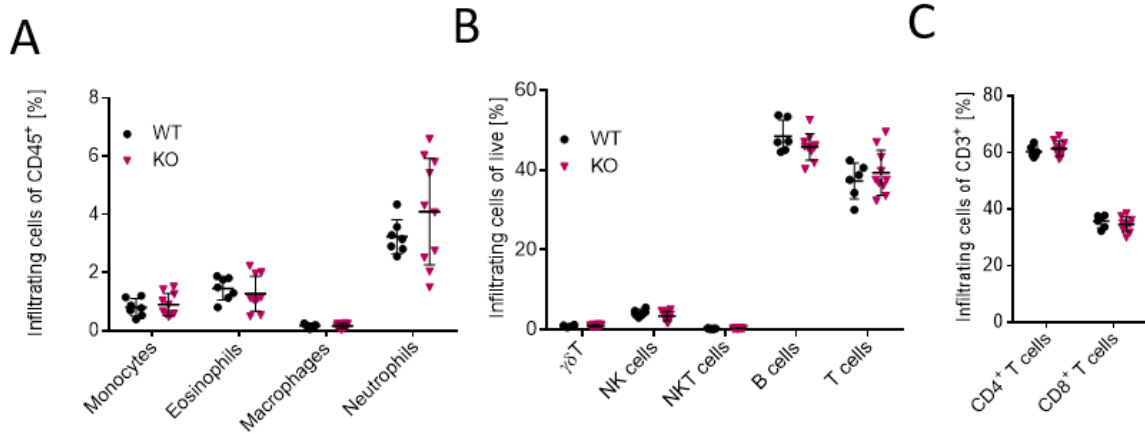 A
Infiltrating cells of CD45⁺ [%]
8
6
4
2
0
WT
KO
Monocytes
Eosinophils
Macrophages
Neutrophils
B
Infiltrating cells of live [%]
60
40
20
0
WT
KO
γδT
NK cells
NKT cells
B cells
T cells
C
Infiltrating cells of CD3⁺ [%]
80
60
40
20
0
CD4⁺ T cells
CD8⁺ T cells